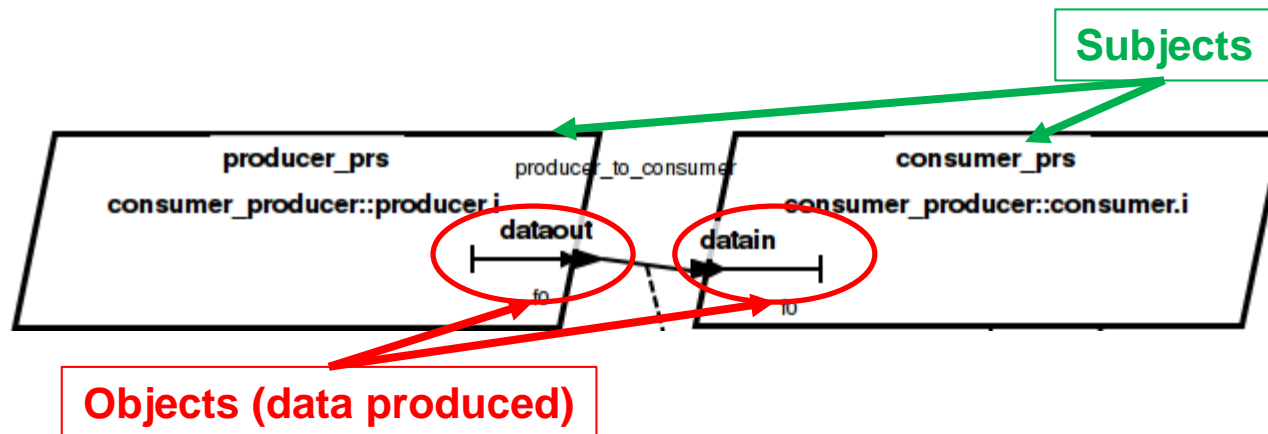 Subjects
producer_prs
consumer_producer::producer.i
producer_to_consumer
consumer_prs
consumer_producer::consumer.i
dataout
datain
f0
f0
Objects (data produced)